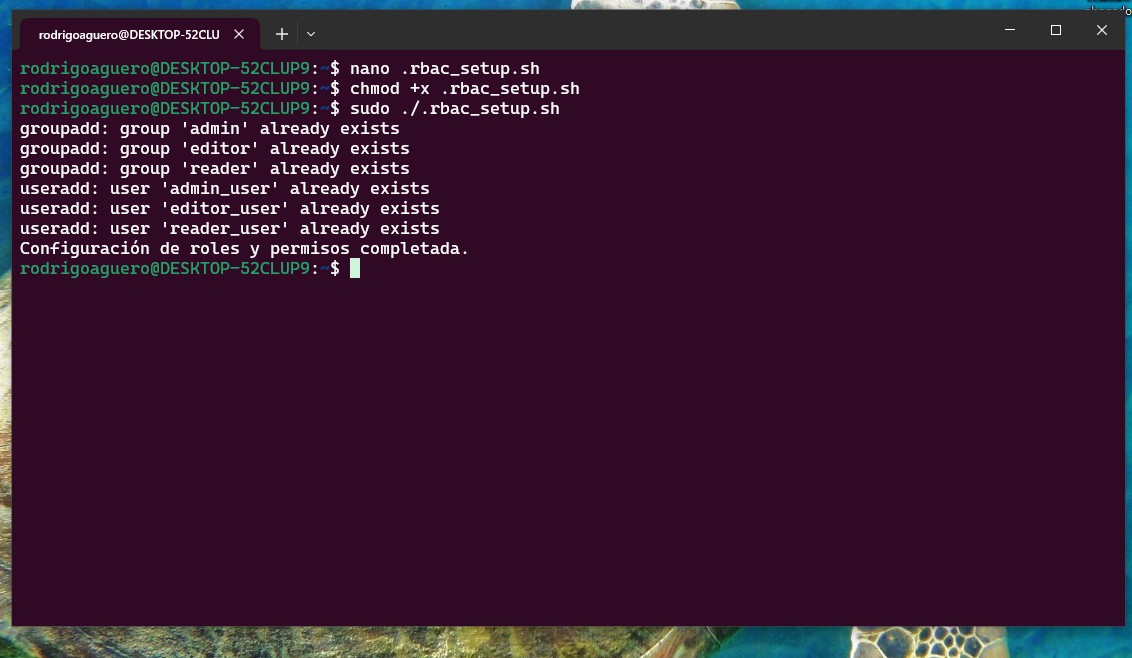 rodrigoaguero@DESKTOP-52CLU
rodrigoaguero@DESKTOP-52CLUP9:~$ nano .rbac_setup.sh
rodrigoaguero@DESKTOP-52CLUP9:~$ chmod +x .rbac_setup.sh
rodrigoaguero@DESKTOP-52CLUP9:~$ sudo ./.rbac_setup.sh
groupadd: group 'admin' already exists
groupadd: group 'editor' already exists
groupadd: group 'reader' already exists
useradd: user 'admin_user' already exists
useradd: user 'editor_user' already exists
useradd: user 'reader_user' already exists
Configuración de roles y permisos completada.
rodrigoaguero@DESKTOP-52CLUP9:~$